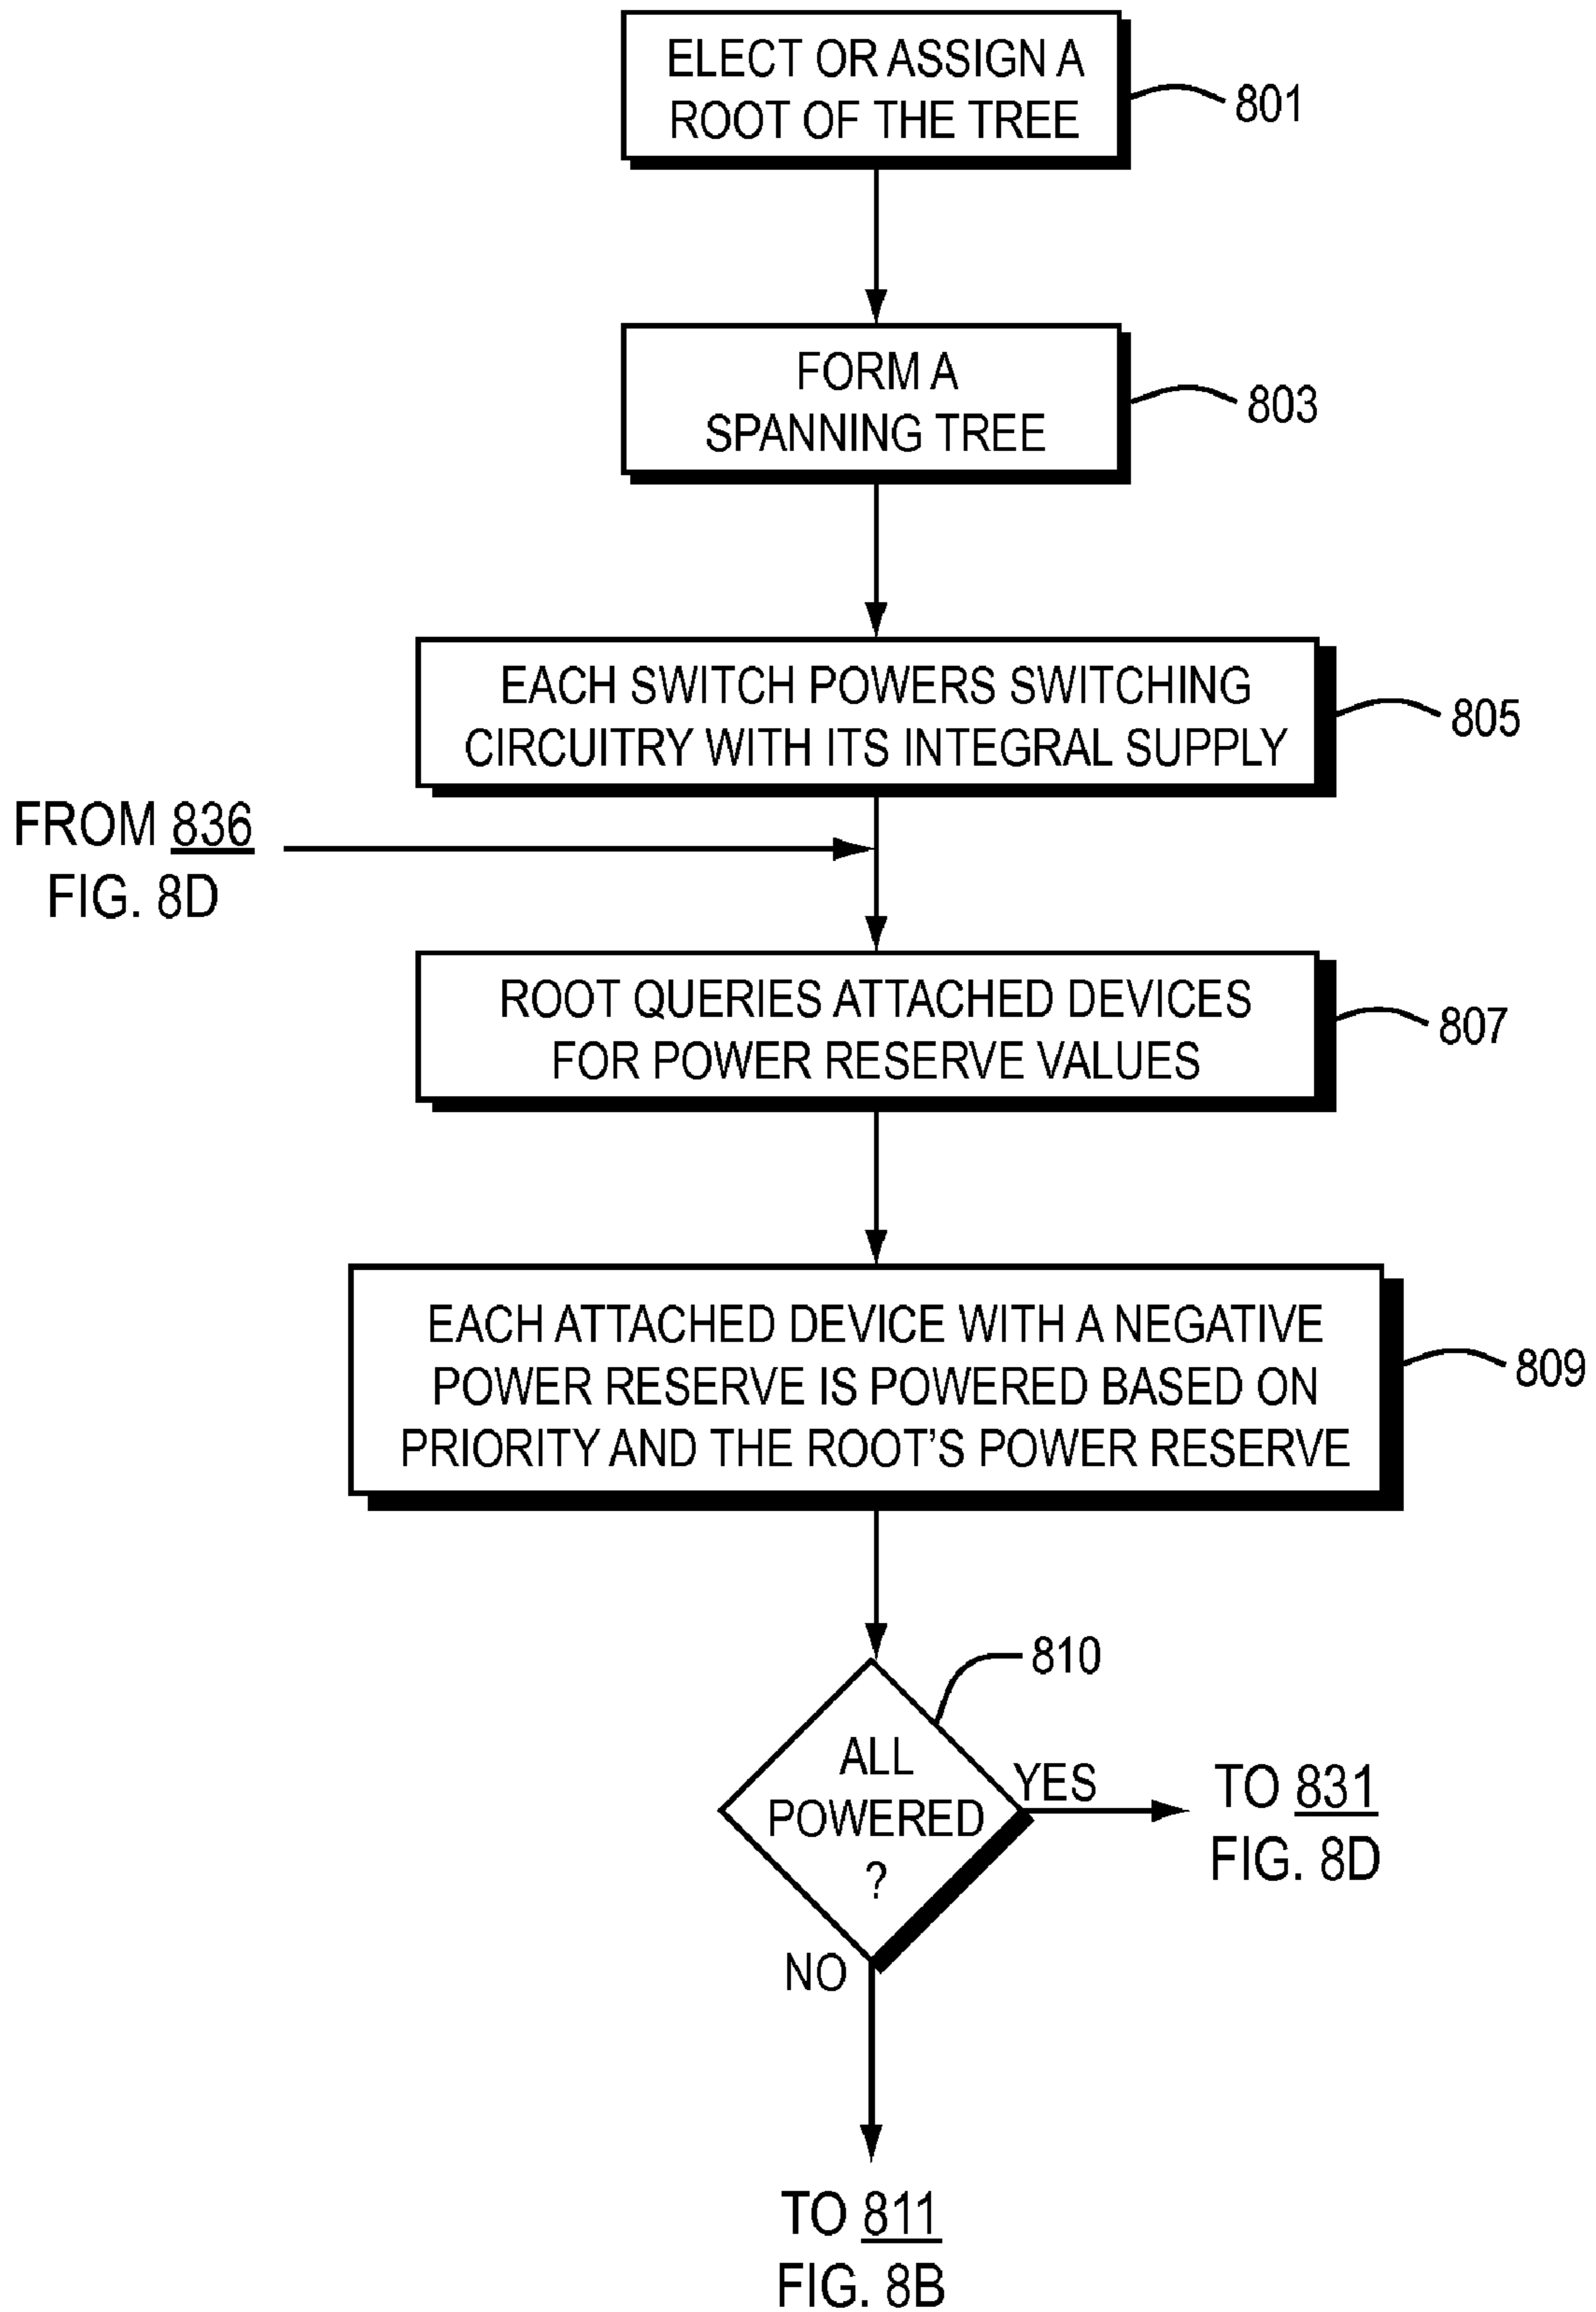 ELECT OR ASSIGN A
ROOT OF THE TREE
801
FORM A
SPANNING TREE
803
EACH SWITCH POWERS SWITCHING
CIRCUITRY WITH ITS INTEGRAL SUPPLY
805
FROM 836
FIG. 8D
ROOT QUERIES ATTACHED DEVICES
FOR POWER RESERVE VALUES
807
EACH ATTACHED DEVICE WITH A NEGATIVE
POWER RESERVE IS POWERED BASED ON
PRIORITY AND THE ROOT'S POWER RESERVE
809
810
ALL
POWERED
?
YES
TO 831
FIG. 8D
NO
TO 811
FIG. 8B